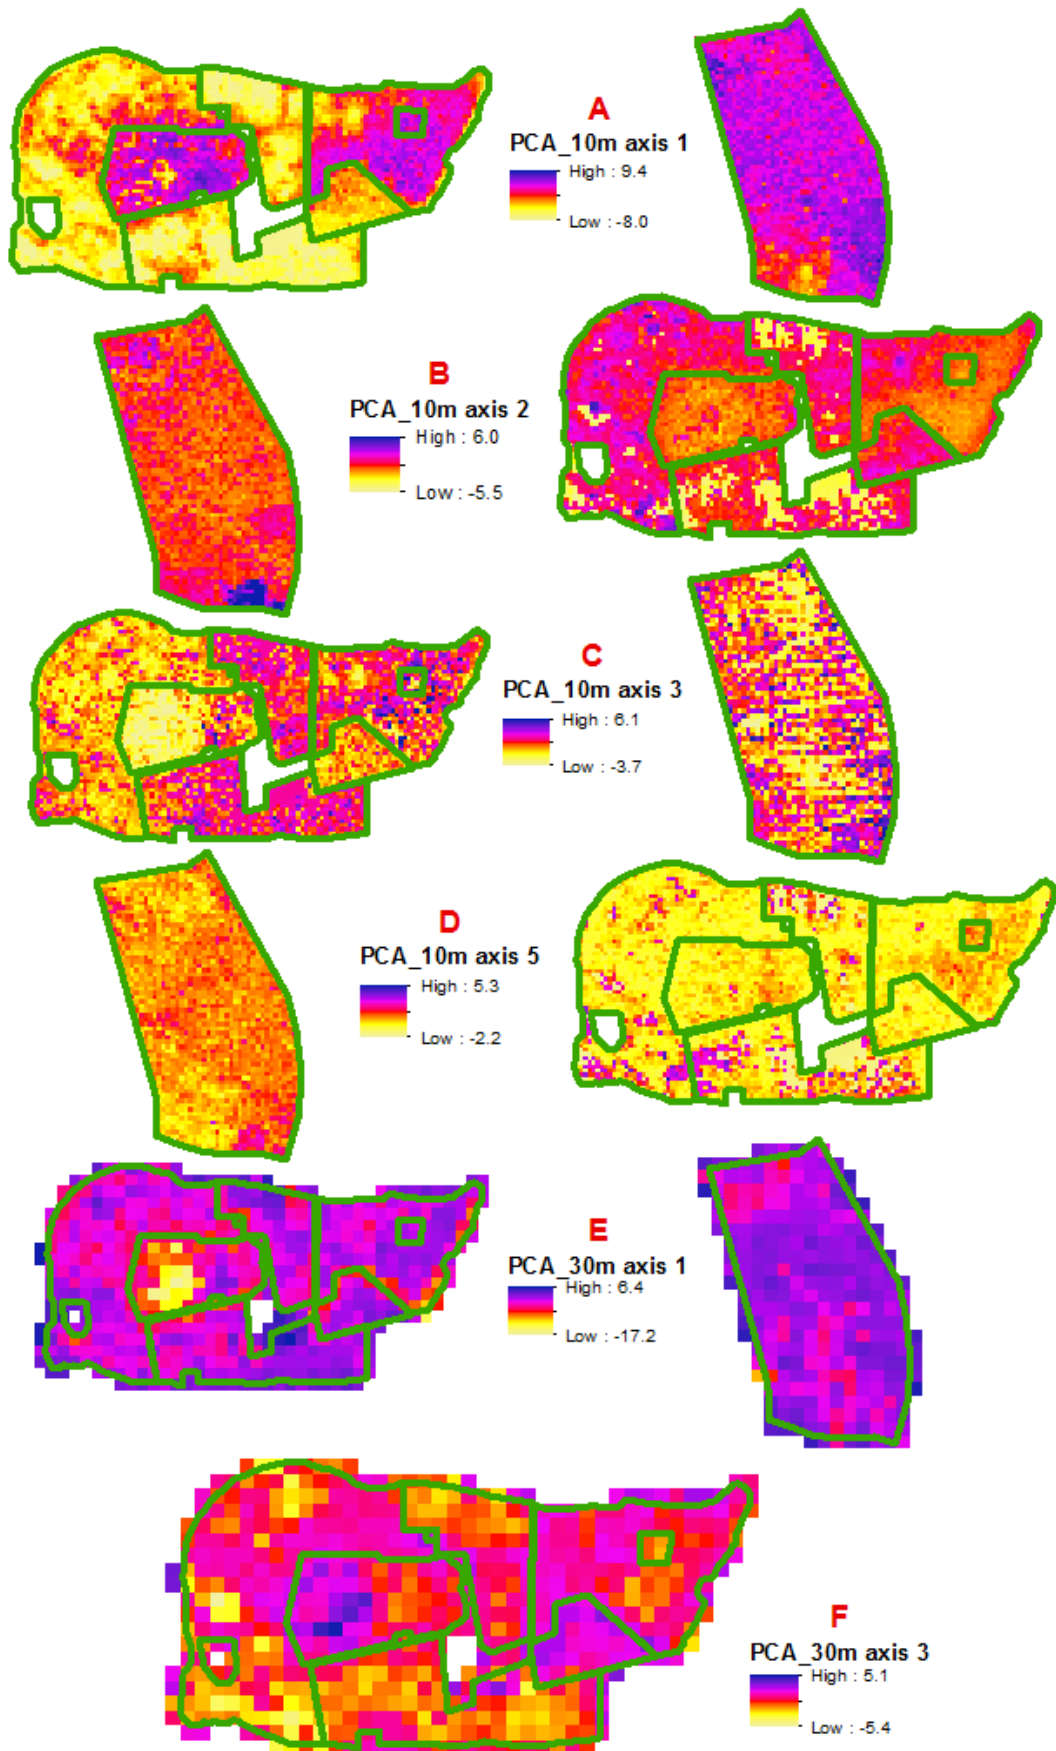 A
PCA_10m axis 1
High : 9.4
Low : -8.0
B
PCA_10m axis 2
High : 6.0
Low : -5.5
C
PCA_10m axis 3
High : 6.1
Low : -3.7
D
PCA_10m axis 5
High : 5.3
Low : -2.2
E
PCA_30m axis 1
High : 6.4
Low : -17.2
F
PCA_30m axis 3
High : 5.1
Low : -5.4